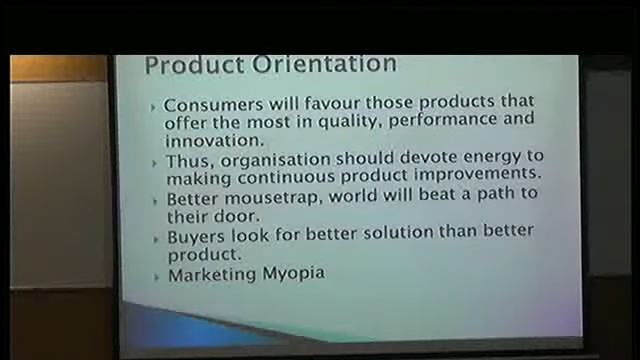 Product Orientation
Consumers will favour those products that
offer the most in quality, performance and
innovation.
Thus, organisation should devote energy to
making continuous product improvements.
Better mousetrap, world will beat a path to
their door.
Buyers look for better solution than better
product.
Marketing Myopia